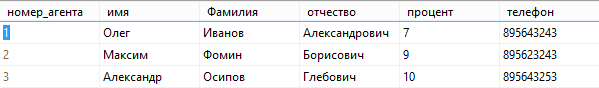 номер_агента имя Фамилия отчество процент телефон
1 Олег Иванов Александрович 7 895643243
2 Максим Фомин Борисович 9 895623243
3 Александр Осипов Глебович 10 895643253